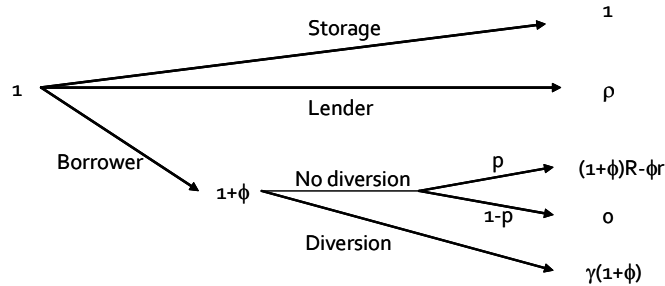 1
Storage
1
Lender
ρ
Borrower
1+ϕ
No diversion
p
(1+ϕ)R-ϕr
1-p
0
Diversion
γ(1+ϕ)